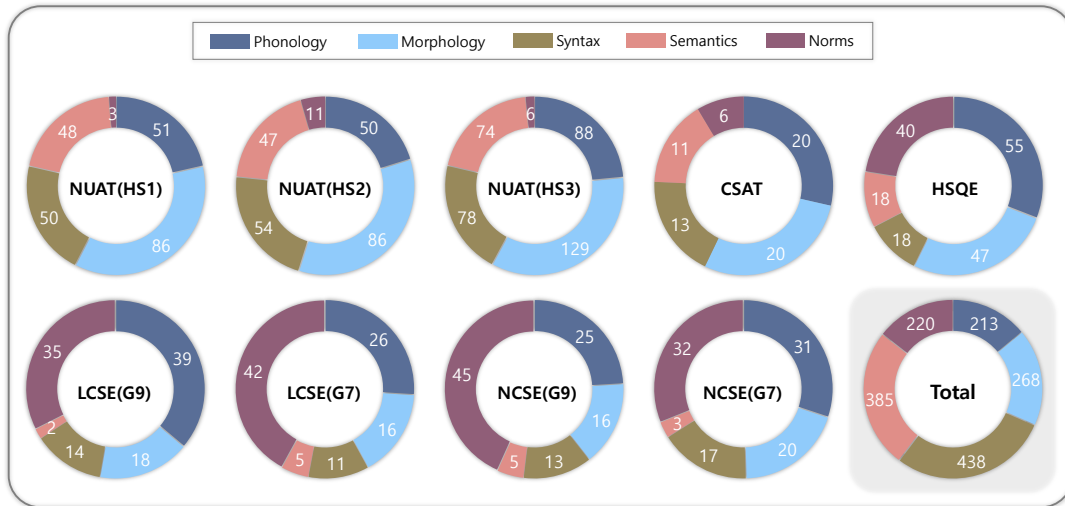 Phonology Morphology Syntax Semantics Norms
3 51 86 50 48
NUAT(HS1)
11 50 86 54 47
NUAT(HS2)
6 88 129 78 74
NUAT(HS3)
6 20 20 13 11
CSAT
40 55 47 18 18
HSQE
35 39 18 14 2
LCSE(G9)
42 26 16 11 5
LCSE(G7)
45 25 16 13 5
NCSE(G9)
32 31 20 17 3
NCSE(G7)
220 213 268 438 385
Total